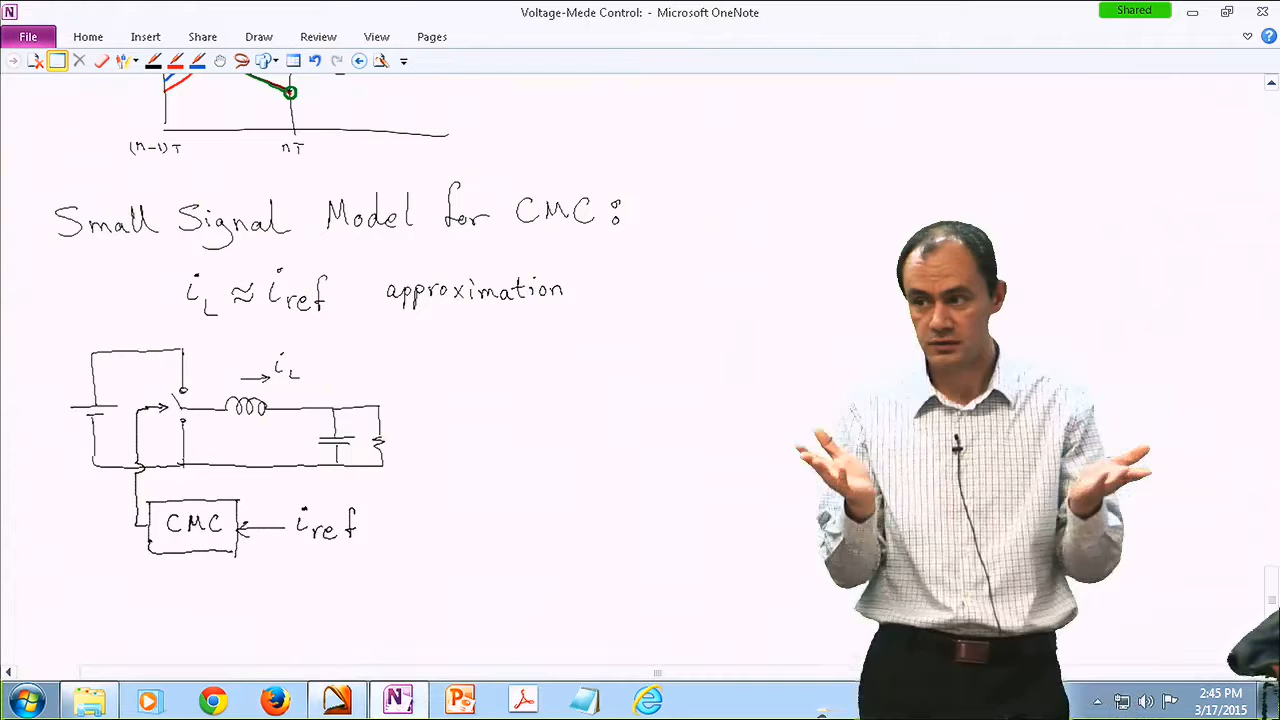 Voltage-Mede Control: - Microsoft OneNote
Shared
File Home Insert Share Draw Review View Pages
(n-1)T nT
Small Signal Model for CMC:
iL ≈ iref approximation
iL
CMC iref
2:45 PM
3/17/2015